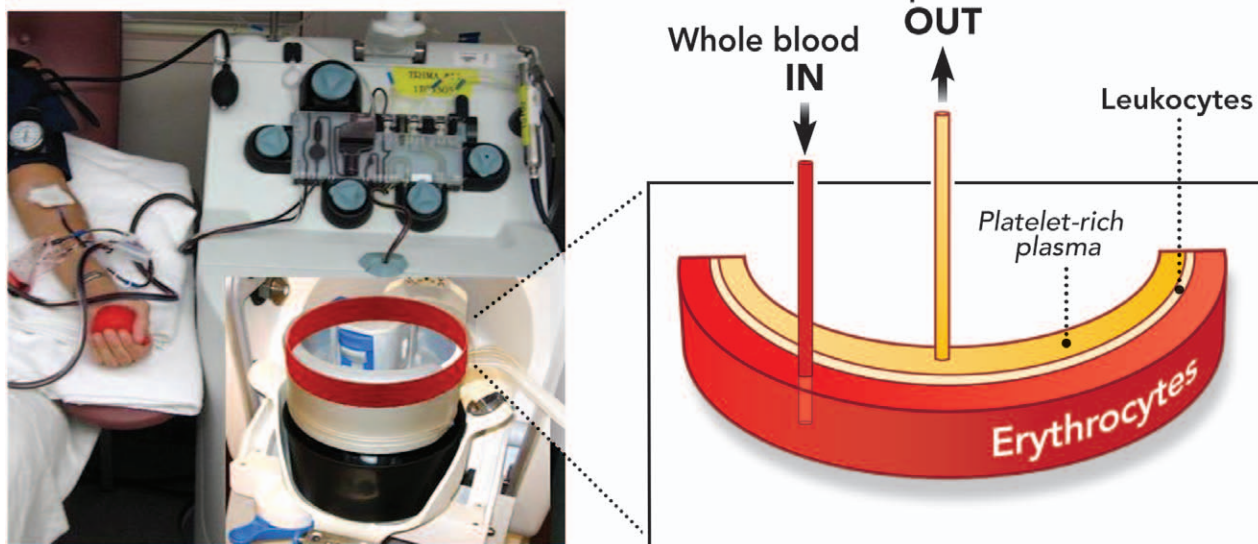 Whole blood
IN
OUT
Leukocytes
Platelet-rich
plasma
Erythrocytes